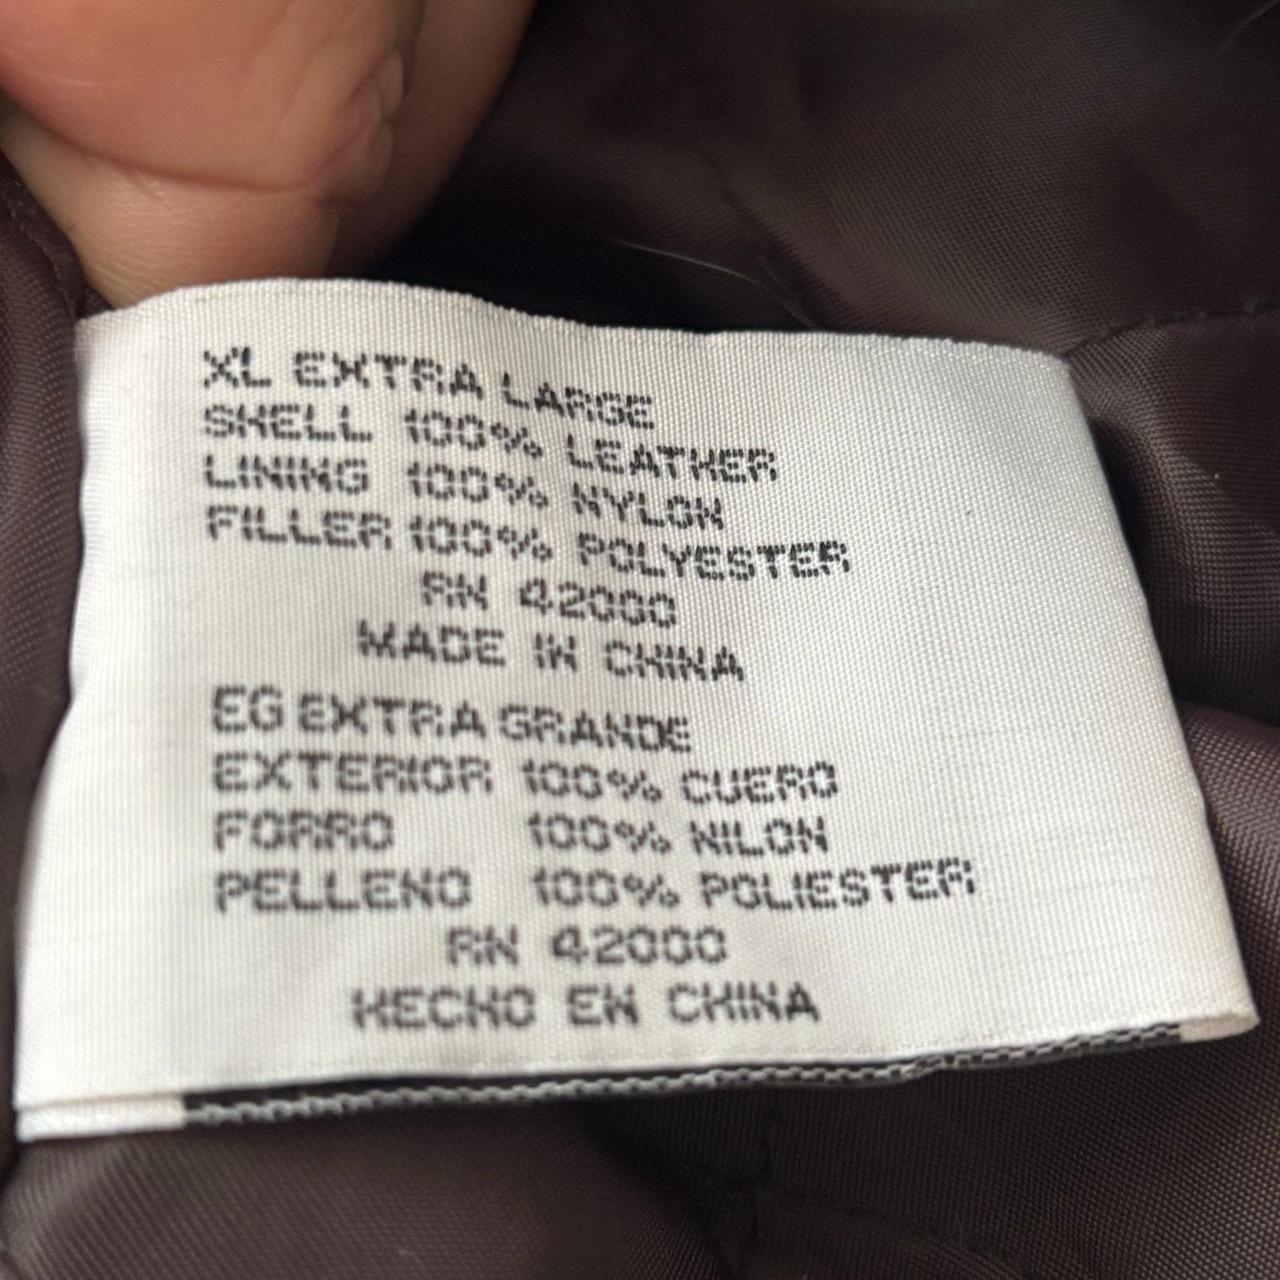 XL EXTRA LARGE
SHELL 100% LEATHER
LINING 100% NYLON
FILLER 100% POLYESTER
RN 42000
MADE IN CHINA
EG EXTRA GRANDE
EXTERIOR 100% CUERO
FORRO 100% NILON
PELLENO 100% POLIESTER
RN 42000
HECHO EN CHINA